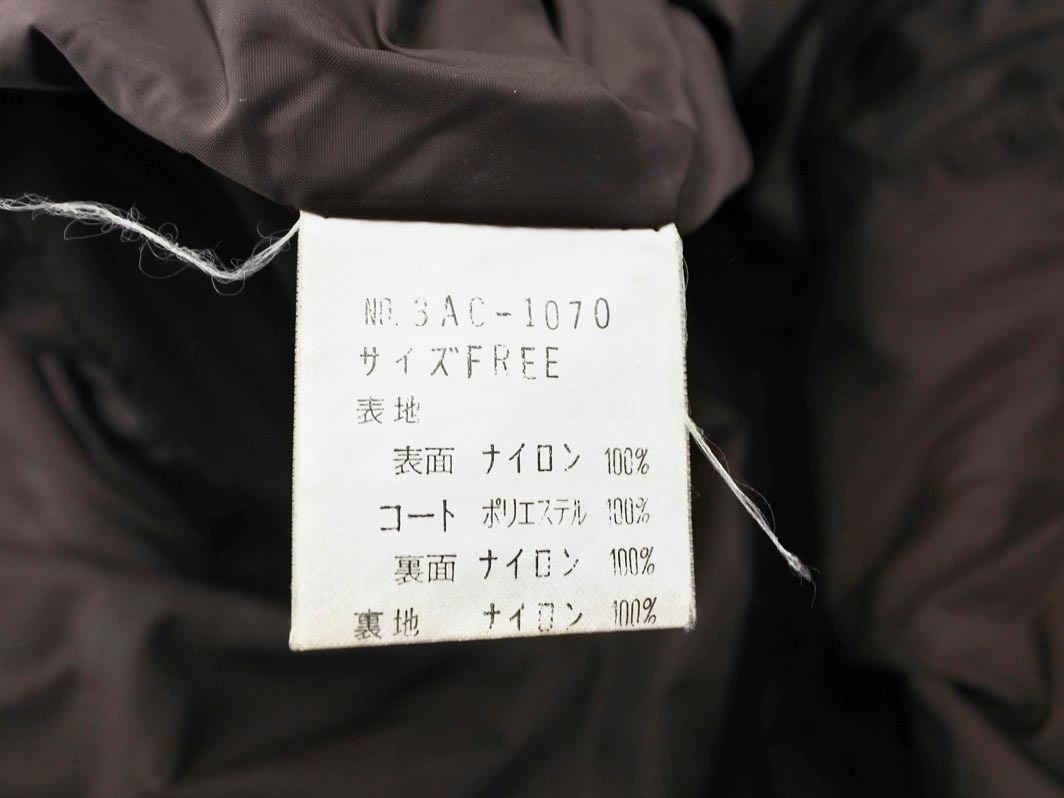 NO. 3AC-1070
サイズFREE
表地
表面 ナイロン 100%
コート ポリエステル 100%
裏面 ナイロン 100%
裏地 ナイロン 100%